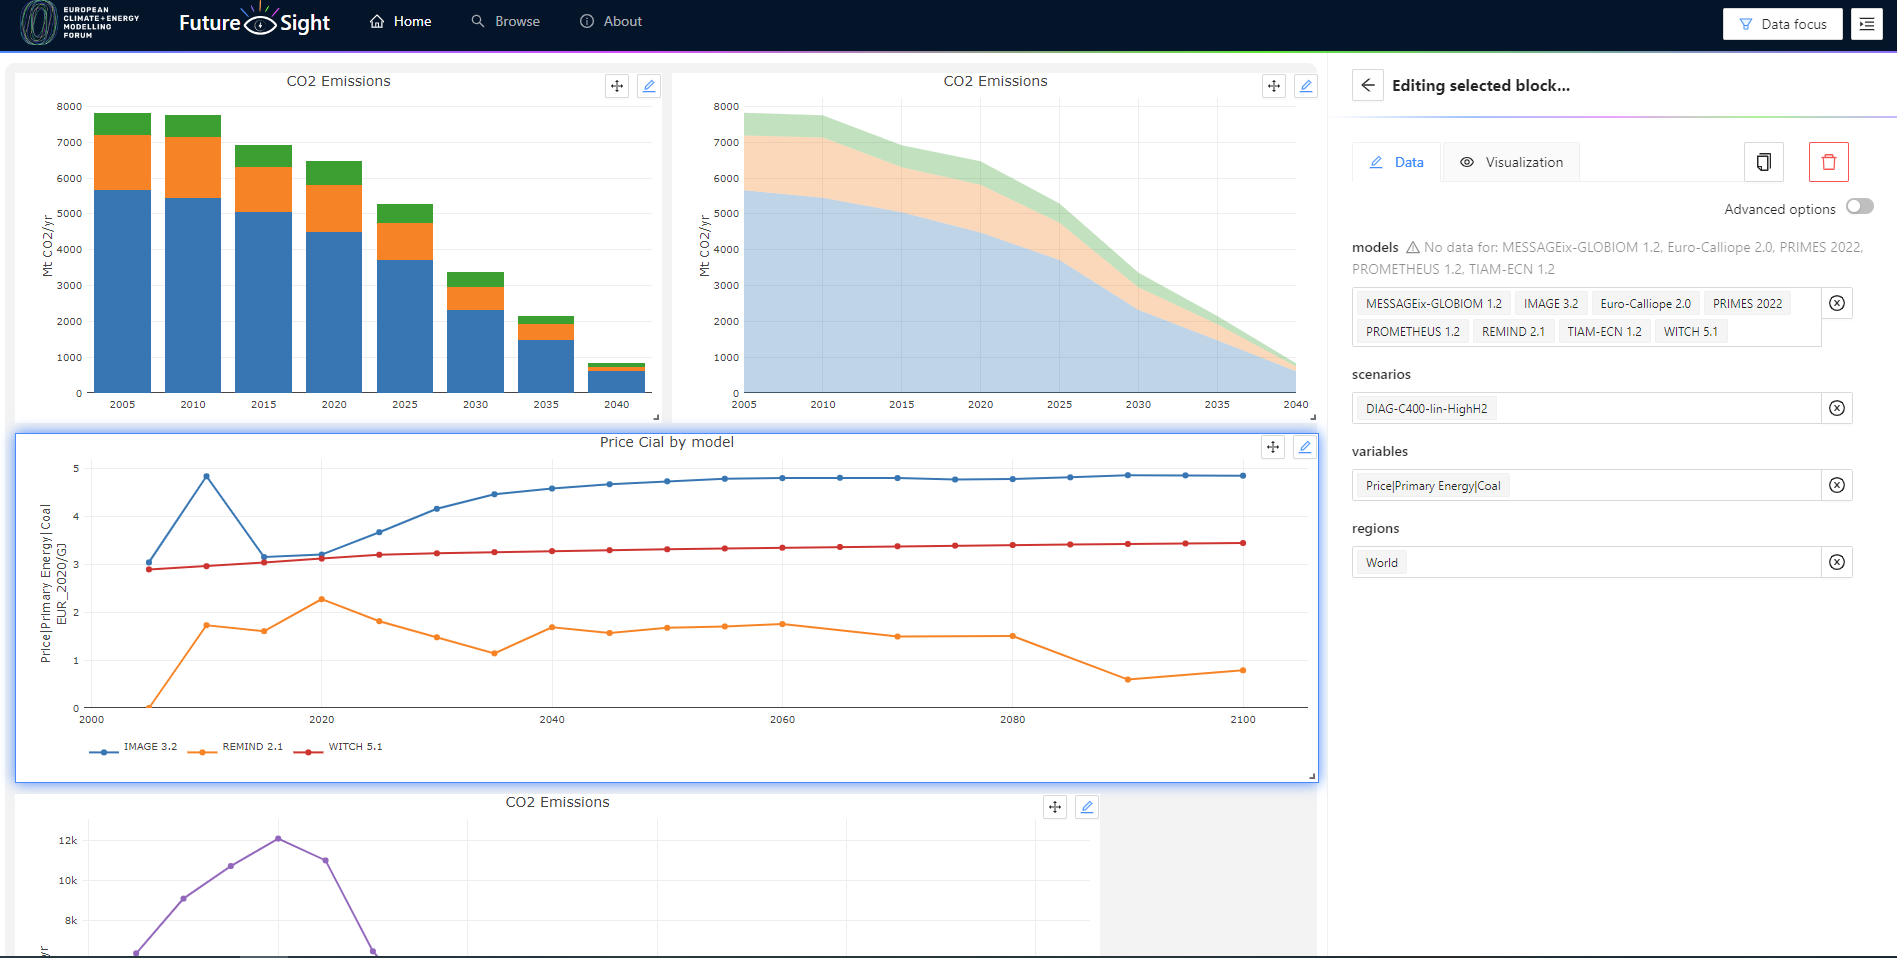 EUROPEAN
CLIMATE+ENERGY
MODELLING
FORUM
Future Sight
Home
Browse
About
Data focus
CO2 Emissions
8000
7000
6000
5000
4000
3000
2000
1000
0
Mt CO2/yr
2005 2010 2015 2020 2025 2030 2035 2040
CO2 Emissions
8000
7000
6000
5000
4000
3000
2000
1000
0
Mt CO2/yr
2005 2010 2015 2020 2025 2030 2035 2040
Price Cial by model
5
4
3
2
1
0
Price|Primary Energy|Coal
EUR_2020/GJ
2000 2020 2040 2060 2080 2100
IMAGE 3.2 REMIND 2.1 WITCH 5.1
CO2 Emissions
12k
10k
8k
yr
Editing selected block...
Data
Visualization
Advanced options
models No data for: MESSAGEix-GLOBIOM 1.2, Euro-Calliope 2.0, PRIMES 2022,
PROMETHEUS 1.2, TIAM-ECN 1.2
MESSAGEix-GLOBIOM 1.2 IMAGE 3.2 Euro-Calliope 2.0 PRIMES 2022
PROMETHEUS 1.2 REMIND 2.1 TIAM-ECN 1.2 WITCH 5.1
scenarios
DIAG-C400-lin-HighH2
variables
Price|Primary Energy|Coal
regions
World